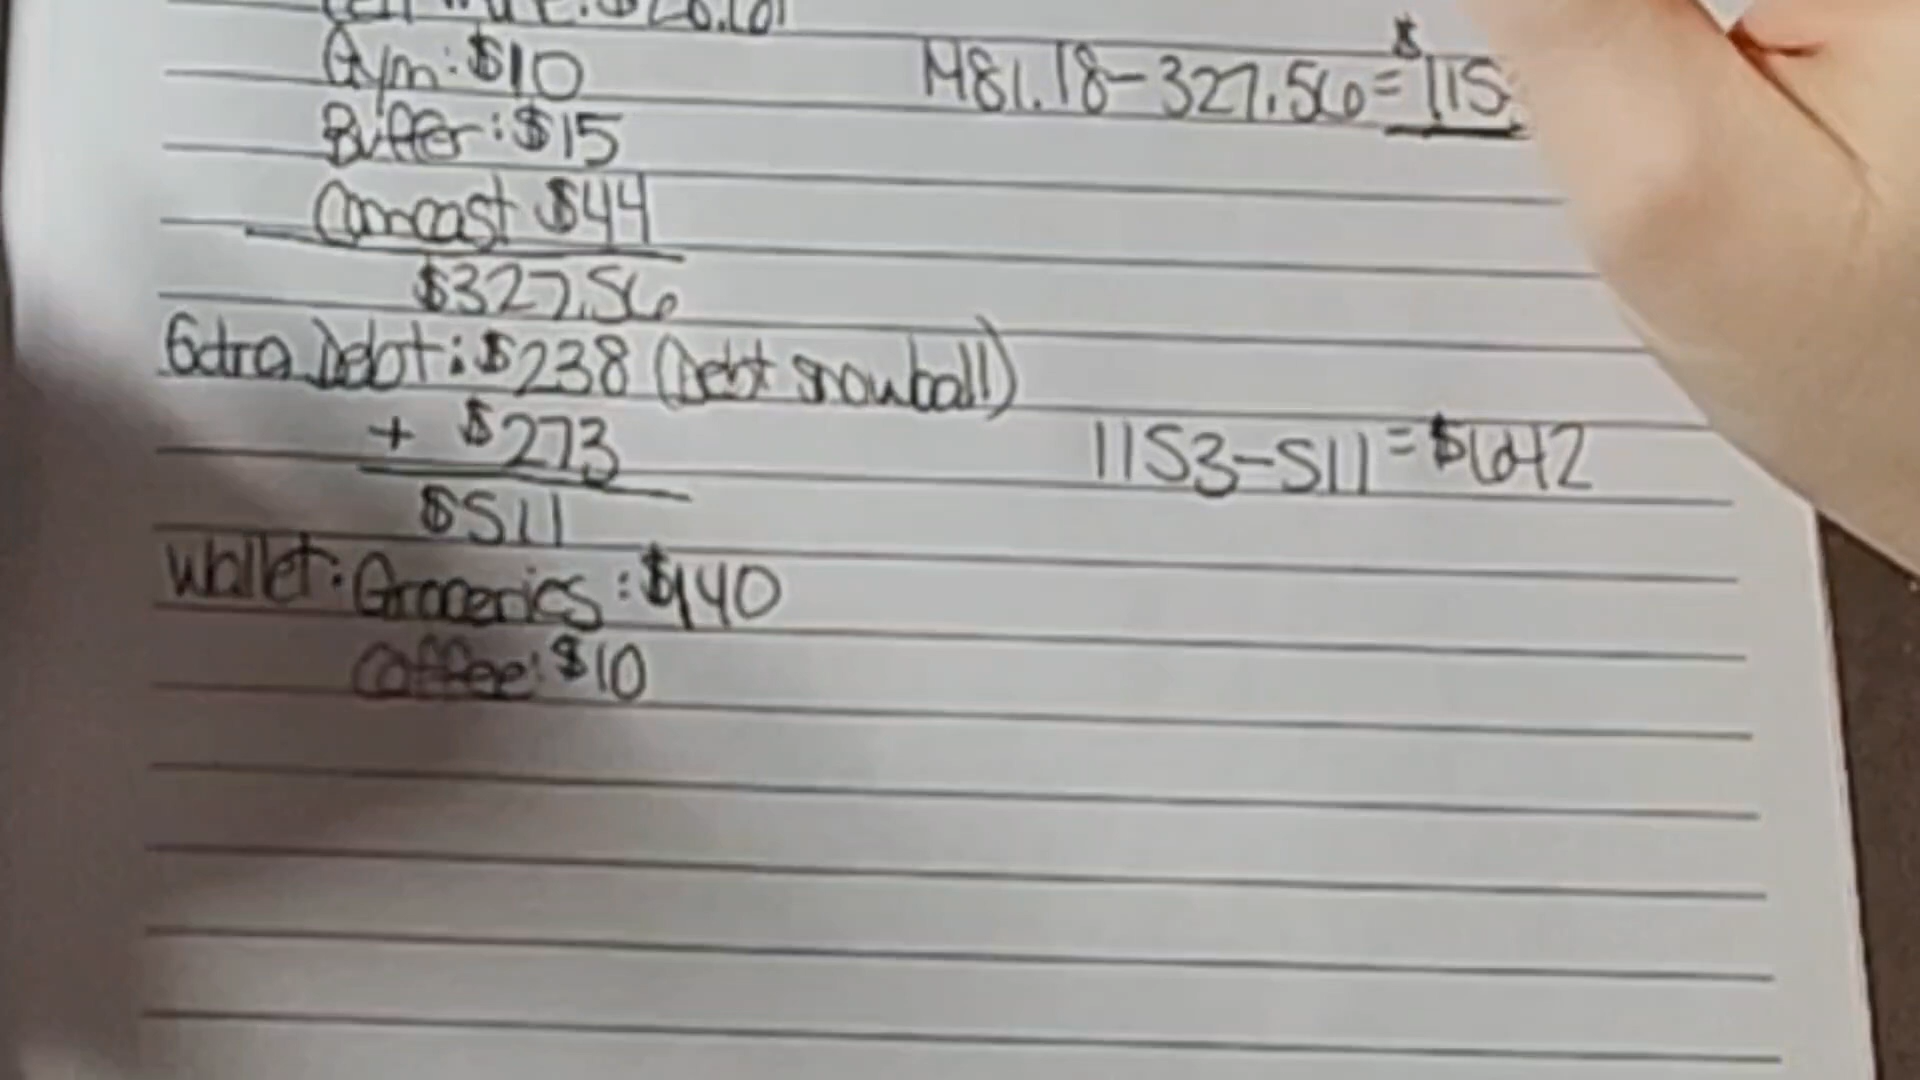 Gym: $10
1481.18-327.56=$115
Buffer: $15
Comcast $44
$327.56
Extra Debt: $238 (Debt snowball)
+ $273
1153-511=$642
$511
Wallet: Groceries: $140
Coffee: $10